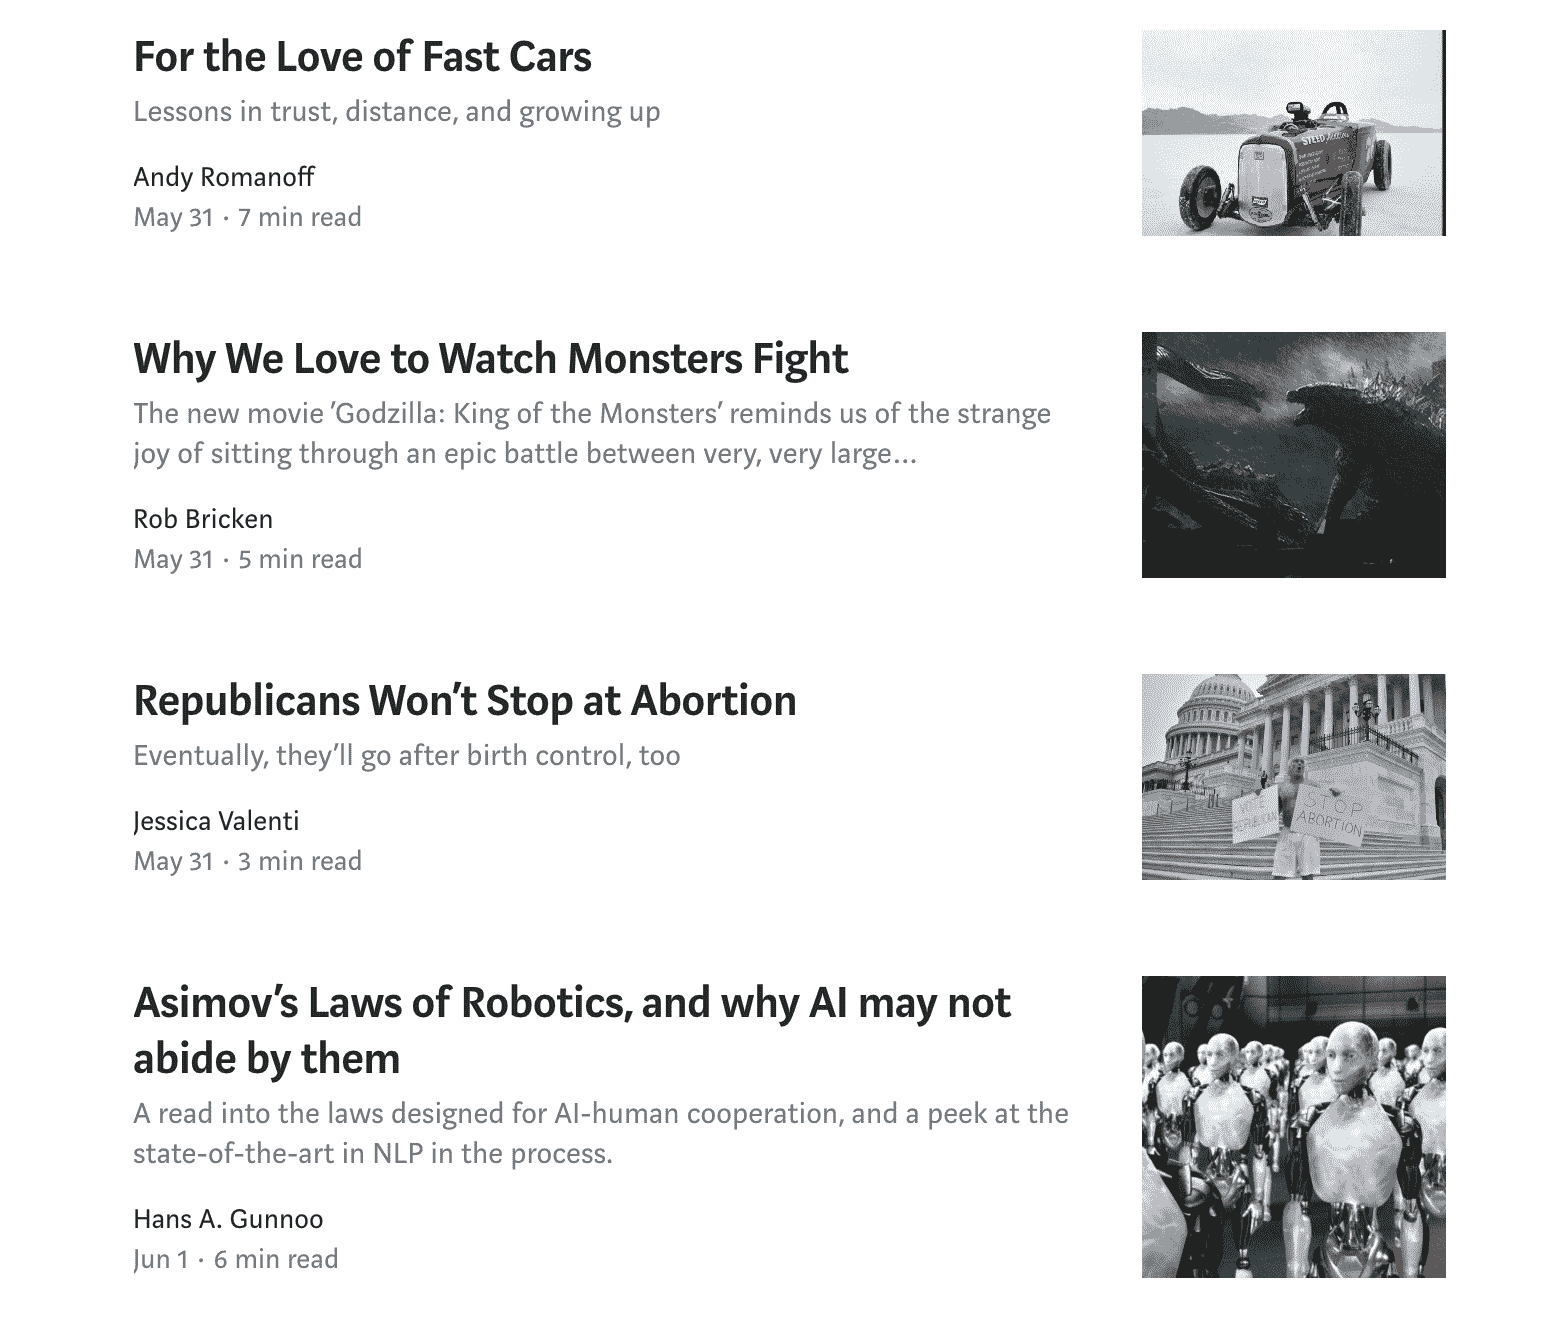 For the Love of Fast Cars
Lessons in trust, distance, and growing up
Andy Romanoff
May 31 · 7 min read
Why We Love to Watch Monsters Fight
The new movie ’Godzilla: King of the Monsters’ reminds us of the strange
joy of sitting through an epic battle between very, very large…
Rob Bricken
May 31 · 5 min read
Republicans Won’t Stop at Abortion
Eventually, they’ll go after birth control, too
STOP
ABORTION
Jessica Valenti
May 31 · 3 min read
Asimov’s Laws of Robotics, and why AI may not
abide by them
A read into the laws designed for AI-human cooperation, and a peek at the
state-of-the-art in NLP in the process.
Hans A. Gunnoo
Jun 1 · 6 min read